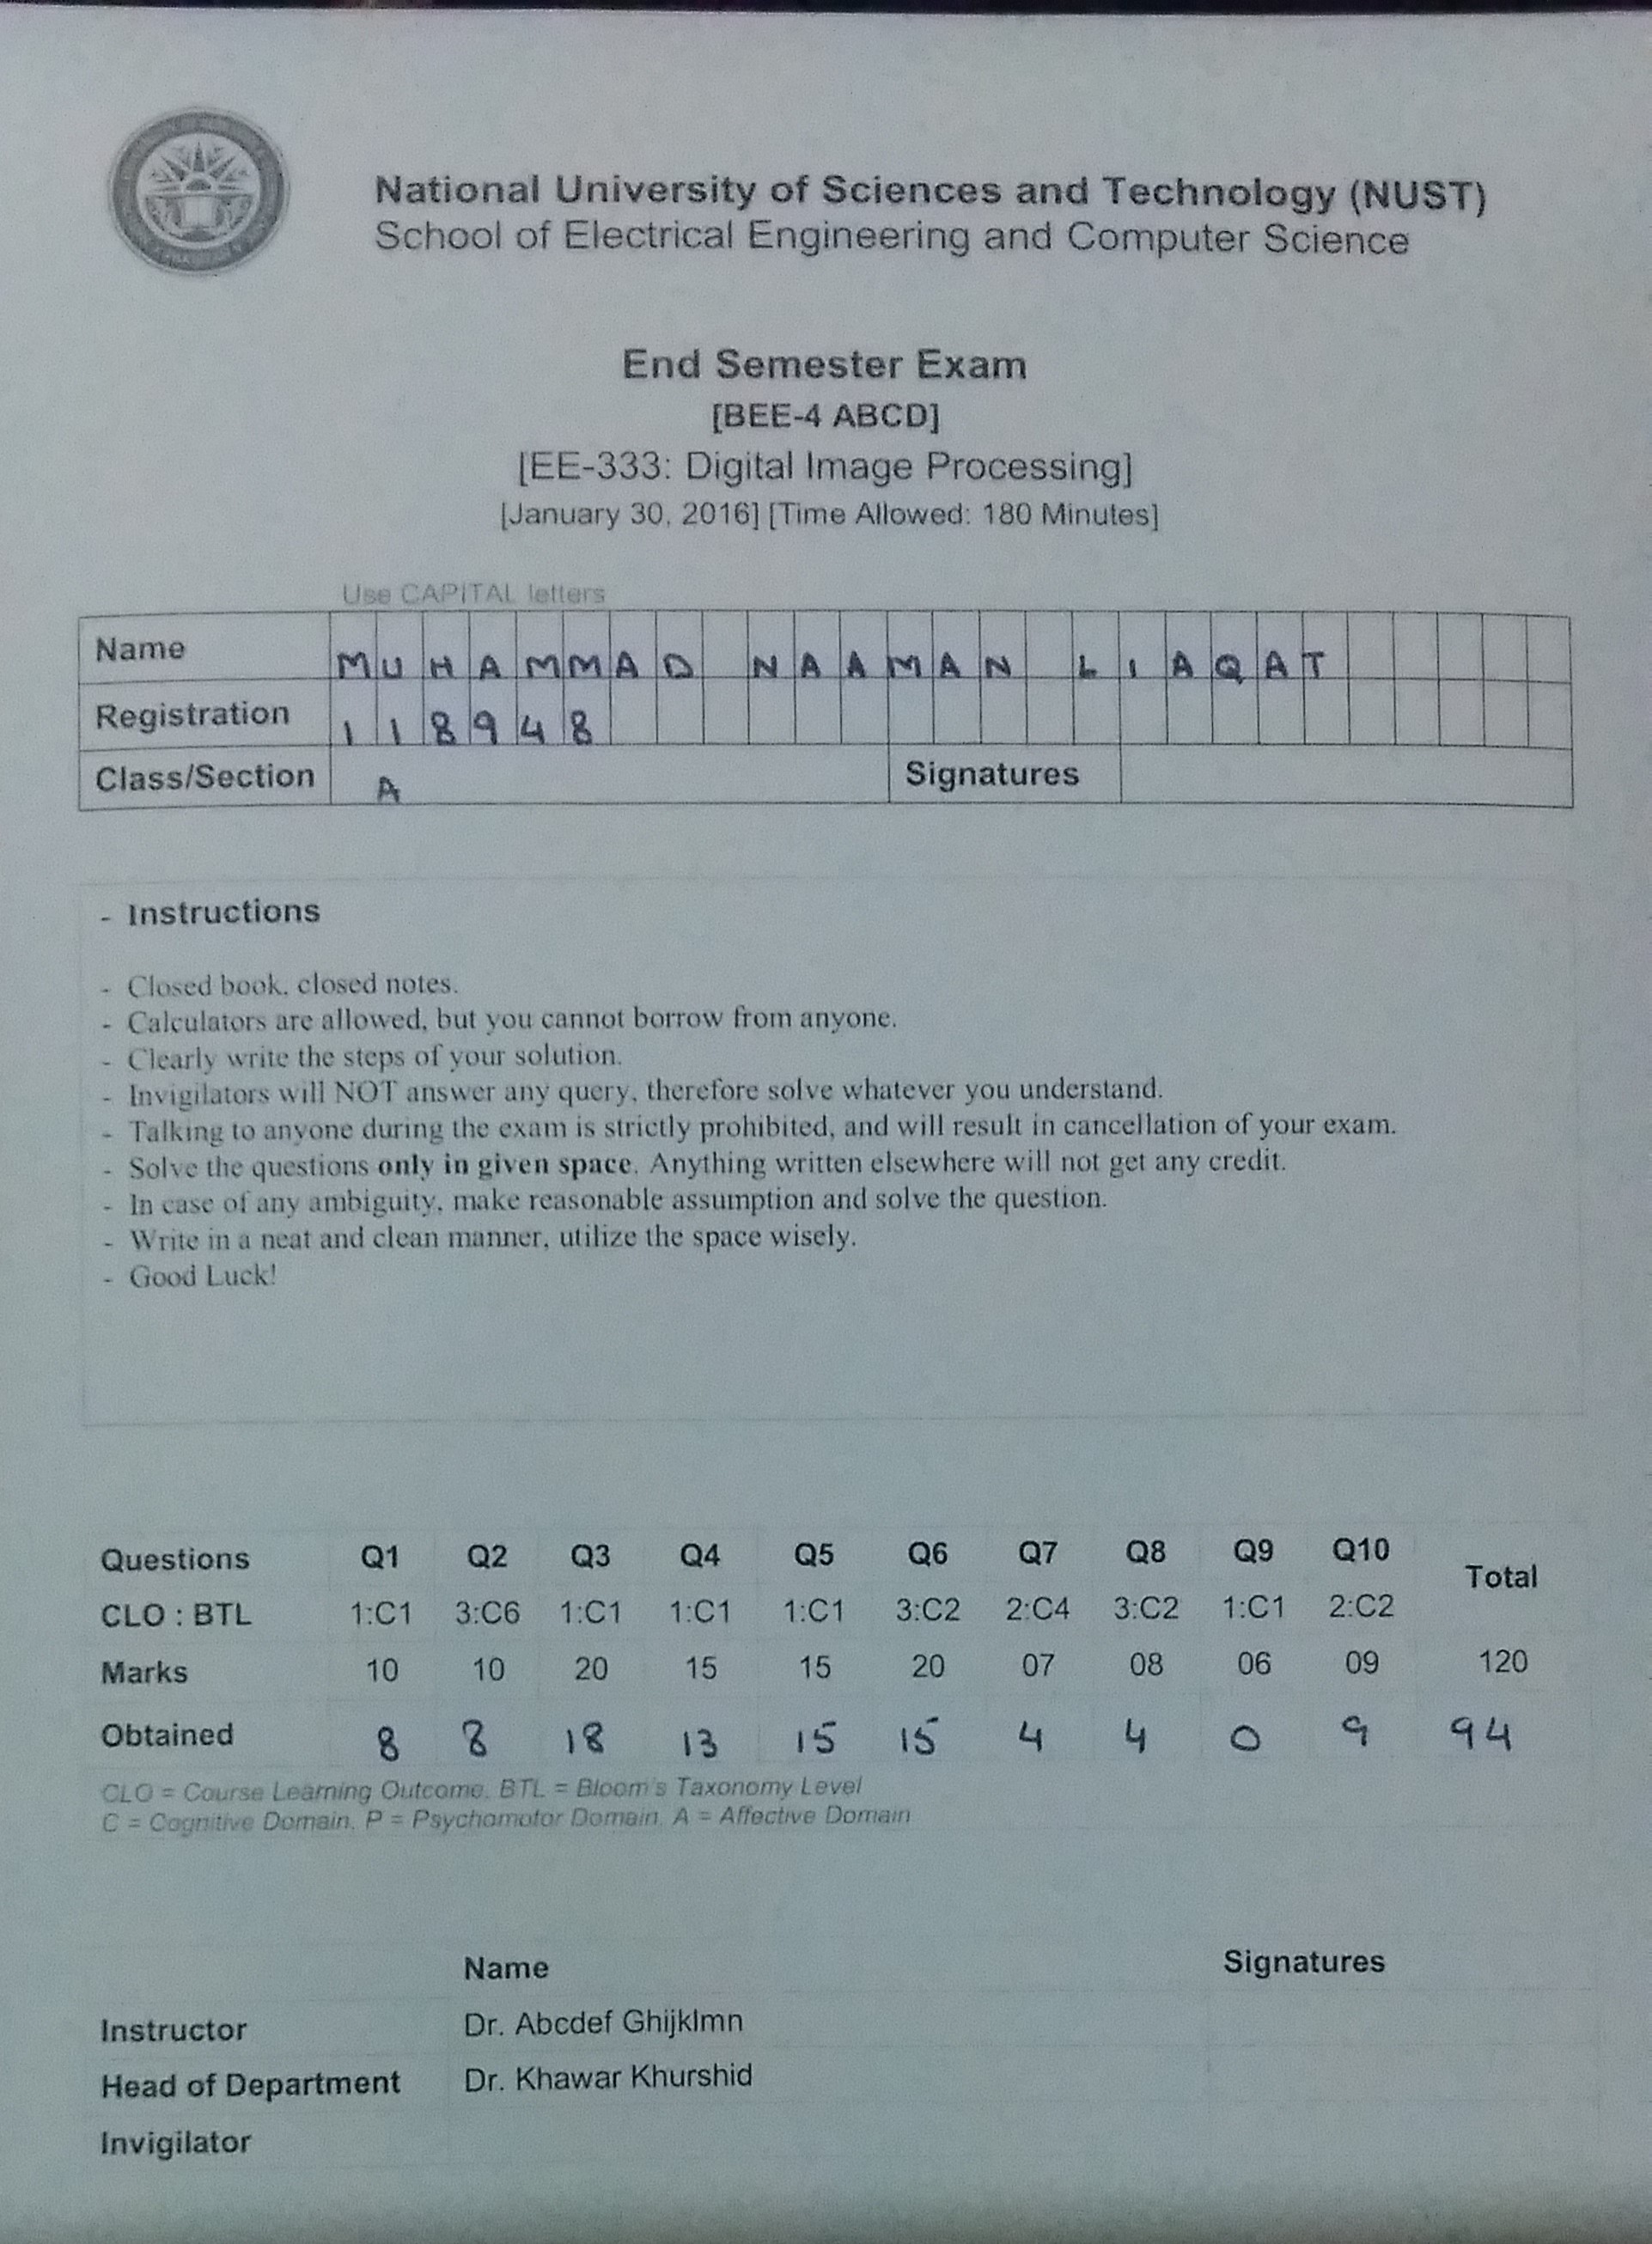 National University of Sciences and Technology (NUST)
School of Electrical Engineering and Computer Science
End Semester Exam
[BEE-4 ABCD]
[EE-333: Digital Image Processing]
[January 30, 2016] [Time Allowed: 180 Minutes]
Use CAPITAL letters
Name MUHAMMAD NAAMAN LIAQAT
Registration 118948
Class/Section A Signatures
- Instructions
- Closed book, closed notes.
- Calculators are allowed, but you cannot borrow from anyone.
- Clearly write the steps of your solution.
- Invigilators will NOT answer any query, therefore solve whatever you understand.
- Talking to anyone during the exam is strictly prohibited, and will result in cancellation of your exam.
- Solve the questions only in given space. Anything written elsewhere will not get any credit.
- In case of any ambiguity, make reasonable assumption and solve the question.
- Write in a neat and clean manner, utilize the space wisely.
- Good Luck!
Questions Q1 Q2 Q3 Q4 Q5 Q6 Q7 Q8 Q9 Q10 Total
CLO : BTL 1:C1 3:C6 1:C1 1:C1 1:C1 3:C2 2:C4 3:C2 1:C1 2:C2
Marks 10 10 20 15 15 20 07 08 06 09 120
Obtained 8 8 18 13 15 15 4 4 0 9 94
CLO = Course Learning Outcome, BTL = Bloom's Taxonomy Level
C = Cognitive Domain, P = Psychomotor Domain, A = Affective Domain
Name Signatures
Instructor Dr. Abcdef Ghijklmn
Head of Department Dr. Khawar Khurshid
Invigilator